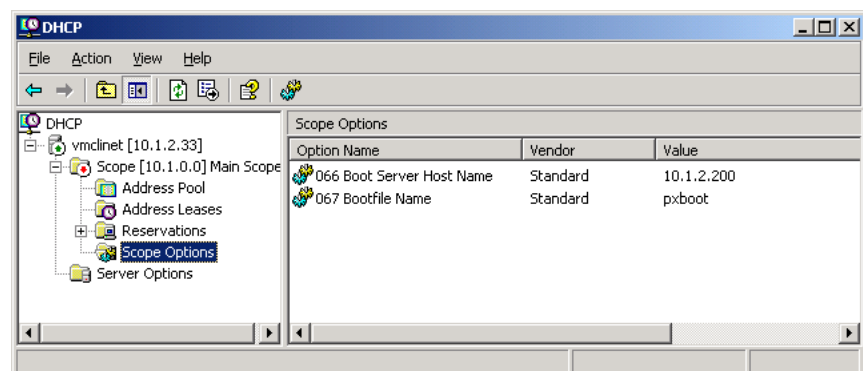 DHCP
File Action View Help
DHCP
vmclinet [10.1.2.33]
Scope [10.1.0.0] Main Scope
Address Pool
Address Leases
Reservations
Scope Options
Server Options
Scope Options
Option Name Vendor Value
066 Boot Server Host Name Standard 10.1.2.200
067 Bootfile Name Standard pxboot